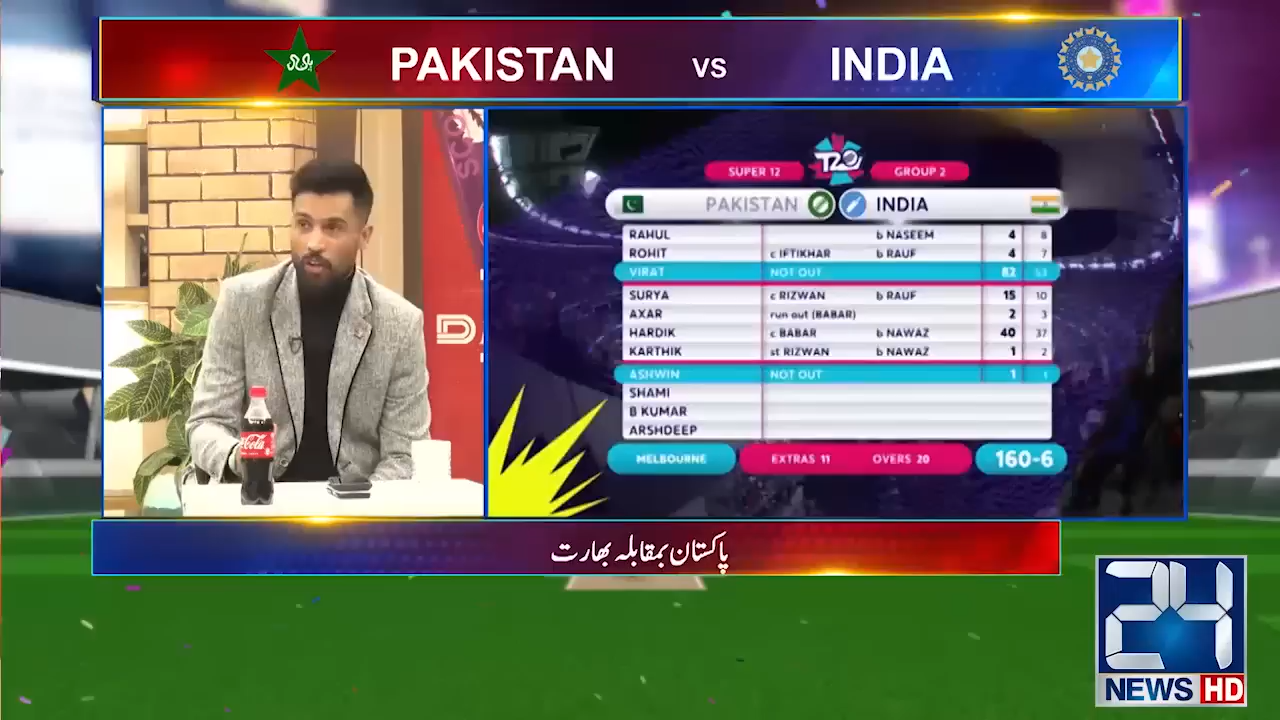 PAKISTAN VS INDIA
T20
SUPER 12 GROUP 2
PAKISTAN INDIA
RAHUL b NASEEM 4 8
ROHIT c IFTIKHAR b RAUF 4 7
VIRAT NOT OUT 82 53
SURYA c RIZWAN b RAUF 15 10
AXAR run out (BABAR) 2 3
HARDIK c BABAR b NAWAZ 40 37
KARTHIK st RIZWAN b NAWAZ 1 2
ASHWIN NOT OUT 1 1
SHAMI
B KUMAR
ARSHDEEP
MELBOURNE EXTRAS 11 OVERS 20 160-6
پاکستان بمقابلہ بھارت
24
NEWS HD